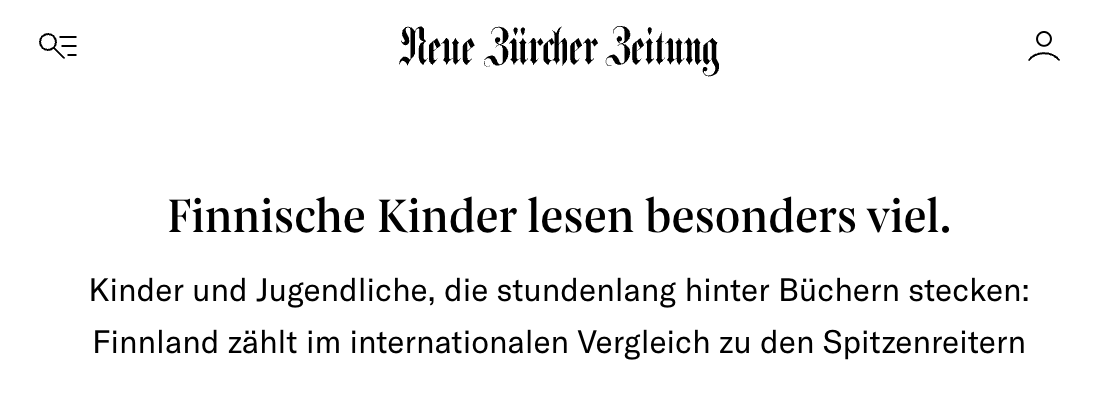 Neue Zürcher Zeitung
Finnische Kinder lesen besonders viel.
Kinder und Jugendliche, die stundenlang hinter Büchern stecken:
Finnland zählt im internationalen Vergleich zu den Spitzenreitern